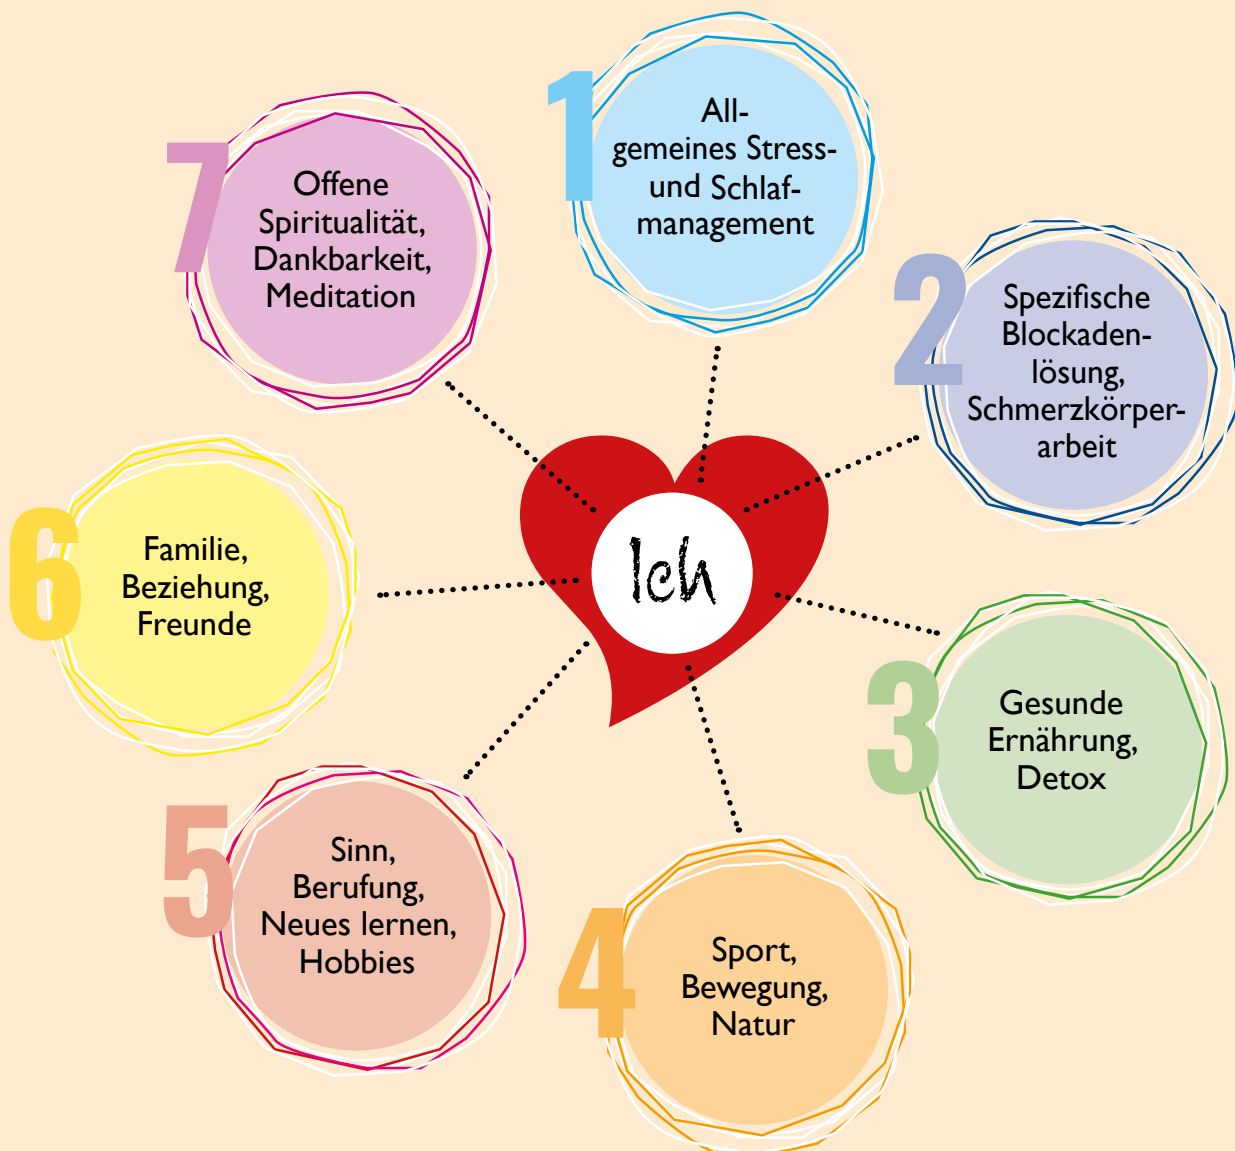 1
All-
gemeines Stress-
und Schlaf-
management
2
Spezifische
Blockaden-
lösung,
Schmerzkörper-
arbeit
3
Gesunde
Ernährung,
Detox
4
Sport,
Bewegung,
Natur
5
Sinn,
Berufung,
Neues lernen,
Hobbies
6
Familie,
Beziehung,
Freunde
7
Offene
Spiritualität,
Dankbarkeit,
Meditation
Ich